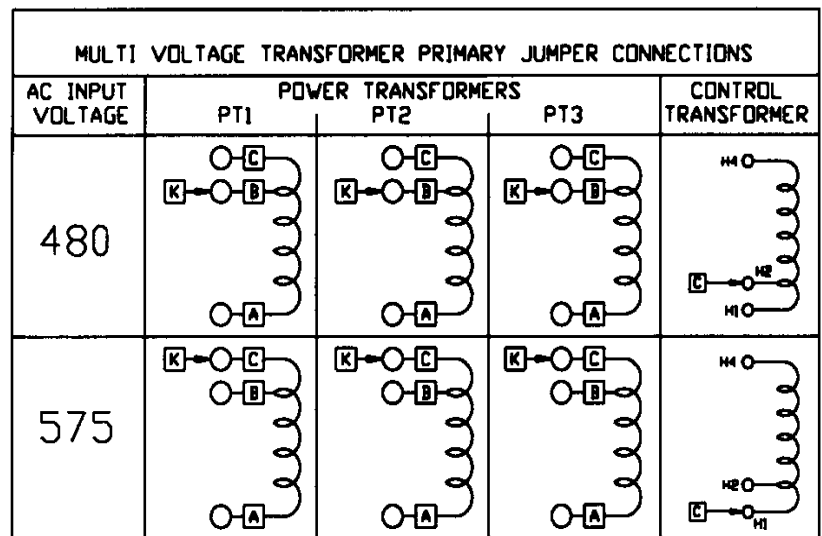 MULTI VOLTAGE TRANSFORMER PRIMARY JUMPER CONNECTIONS
AC INPUT VOLTAGE
POWER TRANSFORMERS
PT1 PT2 PT3
CONTROL TRANSFORMER
480
C C C H4
K B K B K B
C H2
A A A H1
575
K C K C K C H4
B B B
H2
A A A C H1